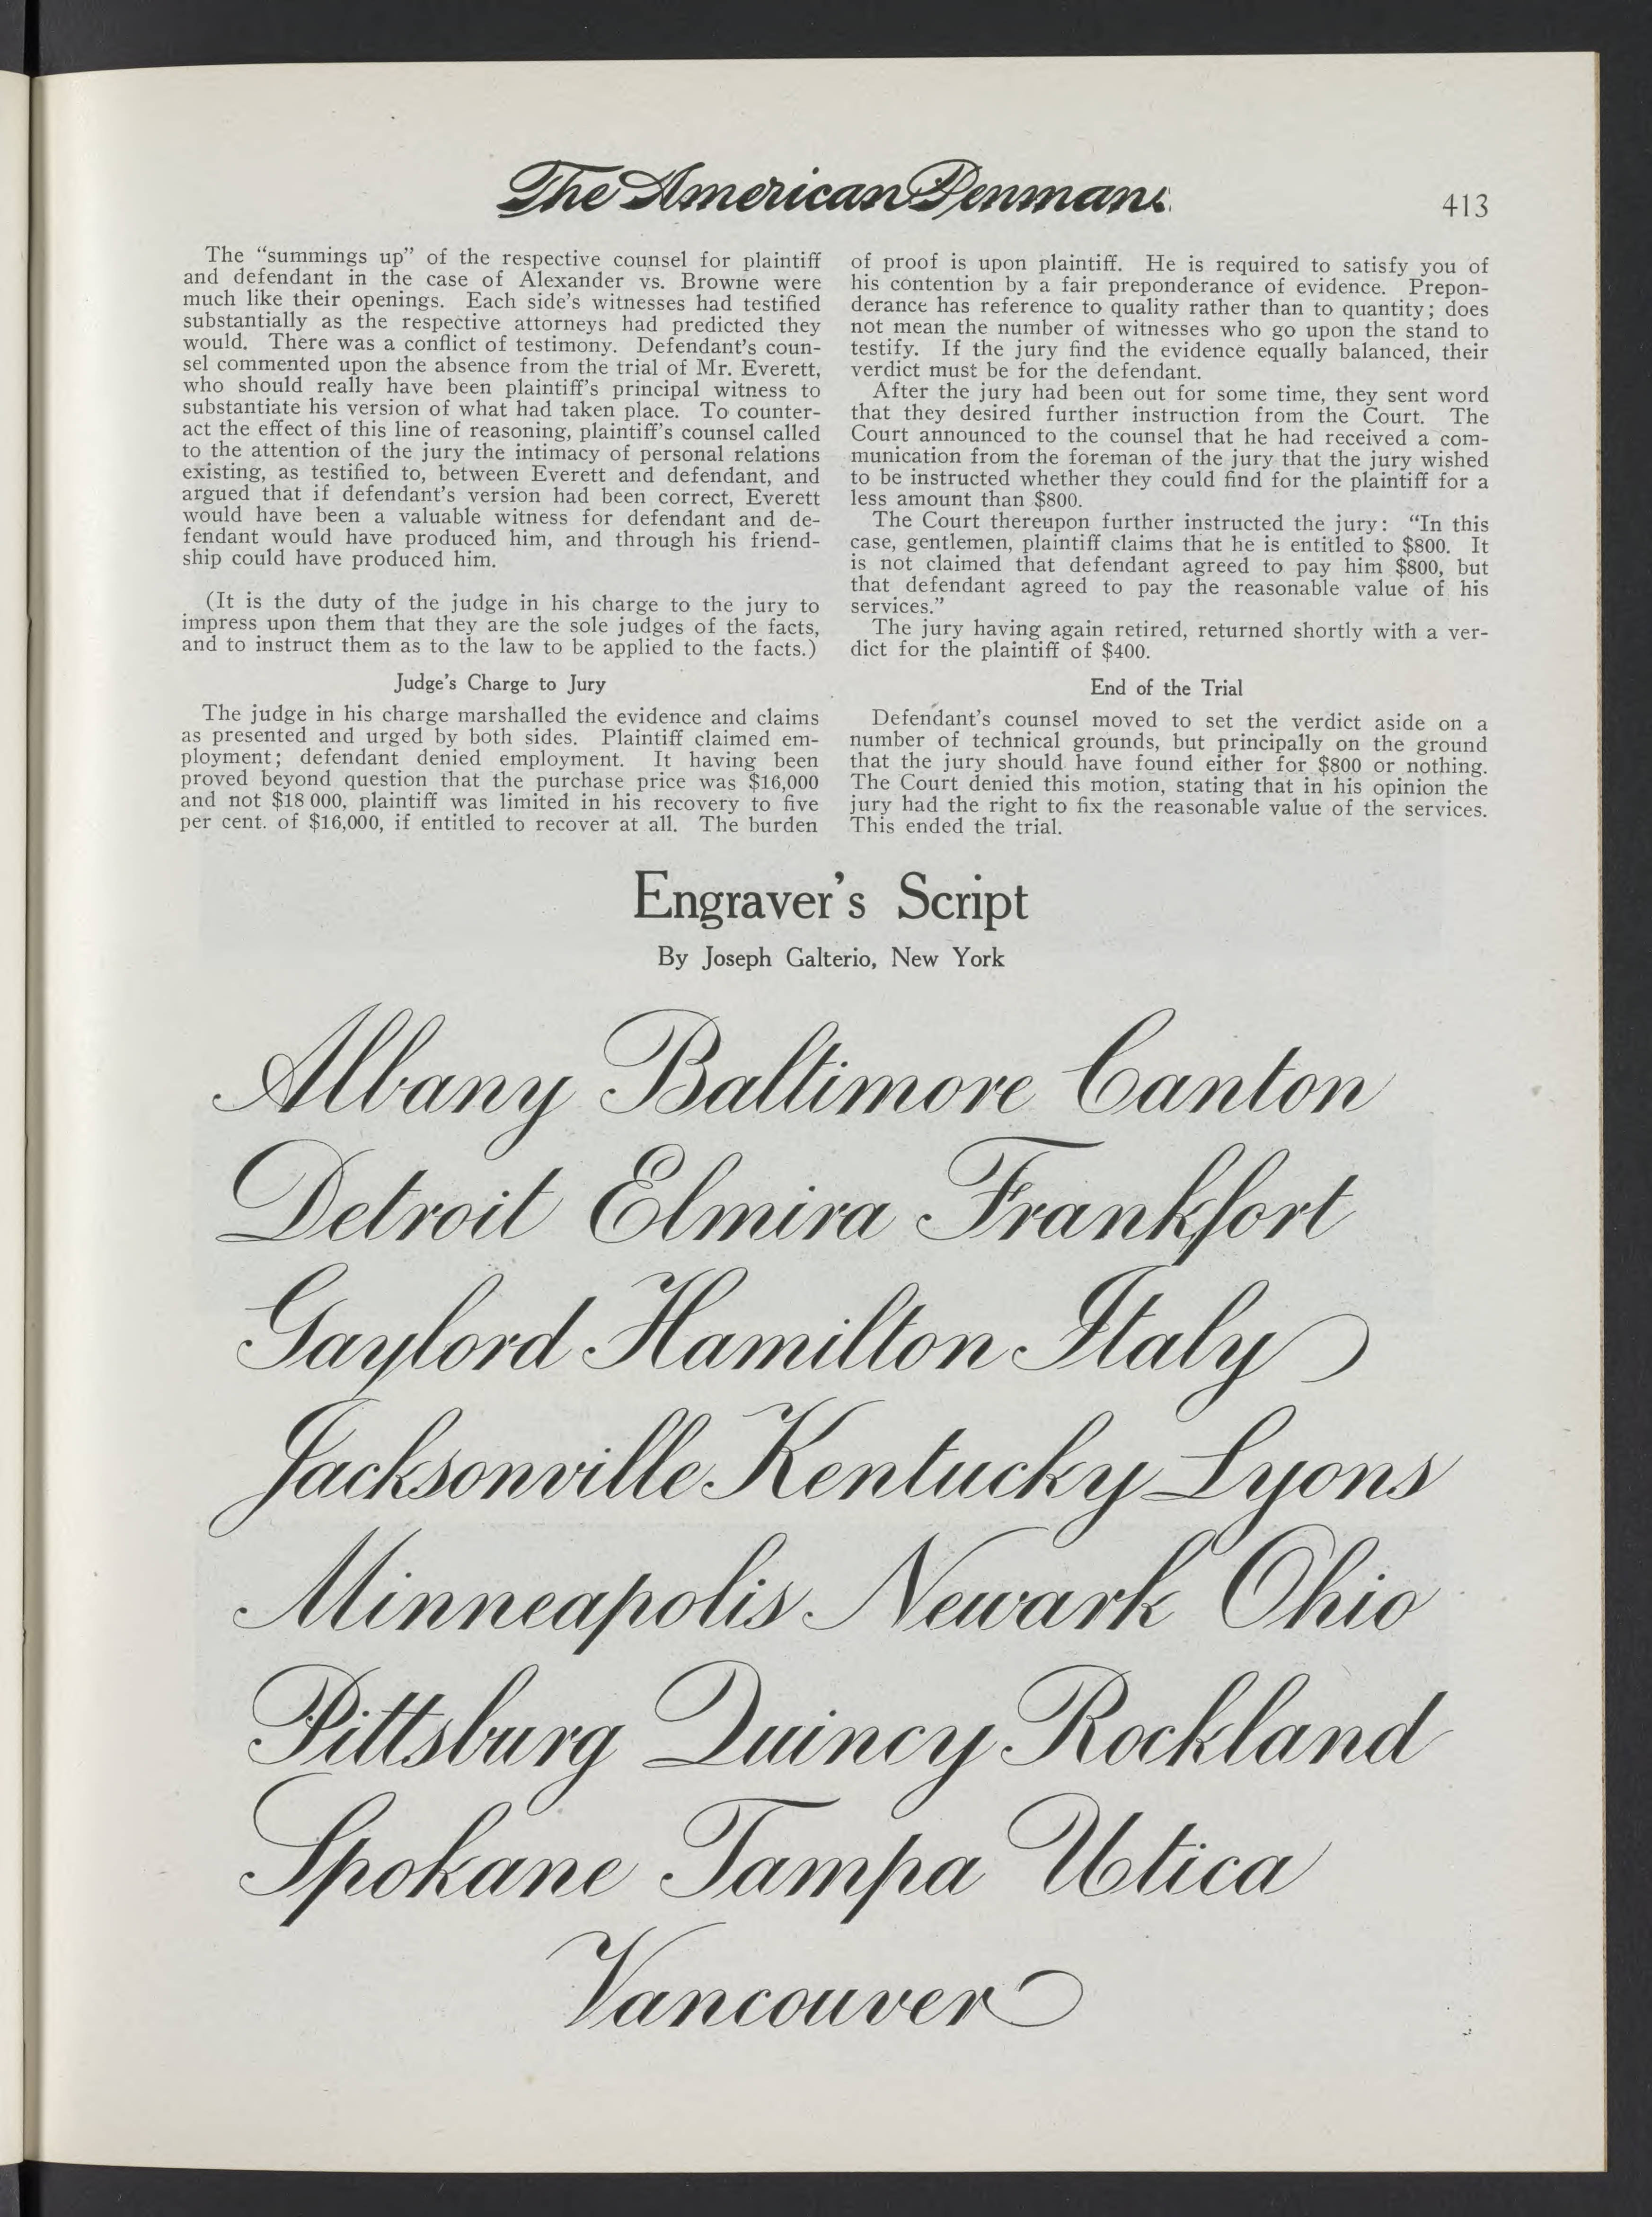 The American Penman
413
The “summings up” of the respective counsel for plaintiff
and defendant in the case of Alexander vs. Browne were
much like their openings. Each side’s witnesses had testified
substantially as the respective attorneys had predicted they
would. There was a conflict of testimony. Defendant’s coun-
sel commented upon the absence from the trial of Mr. Everett,
who should really have been plaintiff’s principal witness to
substantiate his version of what had taken place. To counter-
act the effect of this line of reasoning, plaintiff’s counsel called
to the attention of the jury the intimacy of personal relations
existing, as testified to, between Everett and defendant, and
argued that if defendant’s version had been correct, Everett
would have been a valuable witness for defendant and de-
fendant would have produced him, and through his friend-
ship could have produced him.
(It is the duty of the judge in his charge to the jury to
impress upon them that they are the sole judges of the facts,
and to instruct them as to the law to be applied to the facts.)
Judge’s Charge to Jury
The judge in his charge marshalled the evidence and claims
as presented and urged by both sides. Plaintiff claimed em-
ployment; defendant denied employment. It having been
proved beyond question that the purchase price was $16,000
and not $18 000, plaintiff was limited in his recovery to five
per cent. of $16,000, if entitled to recover at all. The burden
of proof is upon plaintiff. He is required to satisfy you of
his contention by a fair preponderance of evidence. Prepon-
derance has reference to quality rather than to quantity; does
not mean the number of witnesses who go upon the stand to
testify. If the jury find the evidence equally balanced, their
verdict must be for the defendant.
After the jury had been out for some time, they sent word
that they desired further instruction from the Court. The
Court announced to the counsel that he had received a com-
munication from the foreman of the jury that the jury wished
to be instructed whether they could find for the plaintiff for a
less amount than $800.
The Court thereupon further instructed the jury: “In this
case, gentlemen, plaintiff claims that he is entitled to $800. It
is not claimed that defendant agreed to pay him $800, but
that defendant agreed to pay the reasonable value of his
services.”
The jury having again retired, returned shortly with a ver-
dict for the plaintiff of $400.
End of the Trial
Defendant’s counsel moved to set the verdict aside on a
number of technical grounds, but principally on the ground
that the jury should have found either for $800 or nothing.
The Court denied this motion, stating that in his opinion the
jury had the right to fix the reasonable value of the services.
This ended the trial.
Engraver’s Script
By Joseph Galterio, New York
Albany Baltimore Canton
Detroit Elmira Frankfort
Gaylord Hamilton Italy
Jacksonville Kentucky Lyons
Minneapolis Newark Ohio
Pittsburg Quincy Rockland
Spokane Tampa Utica
Vancouver